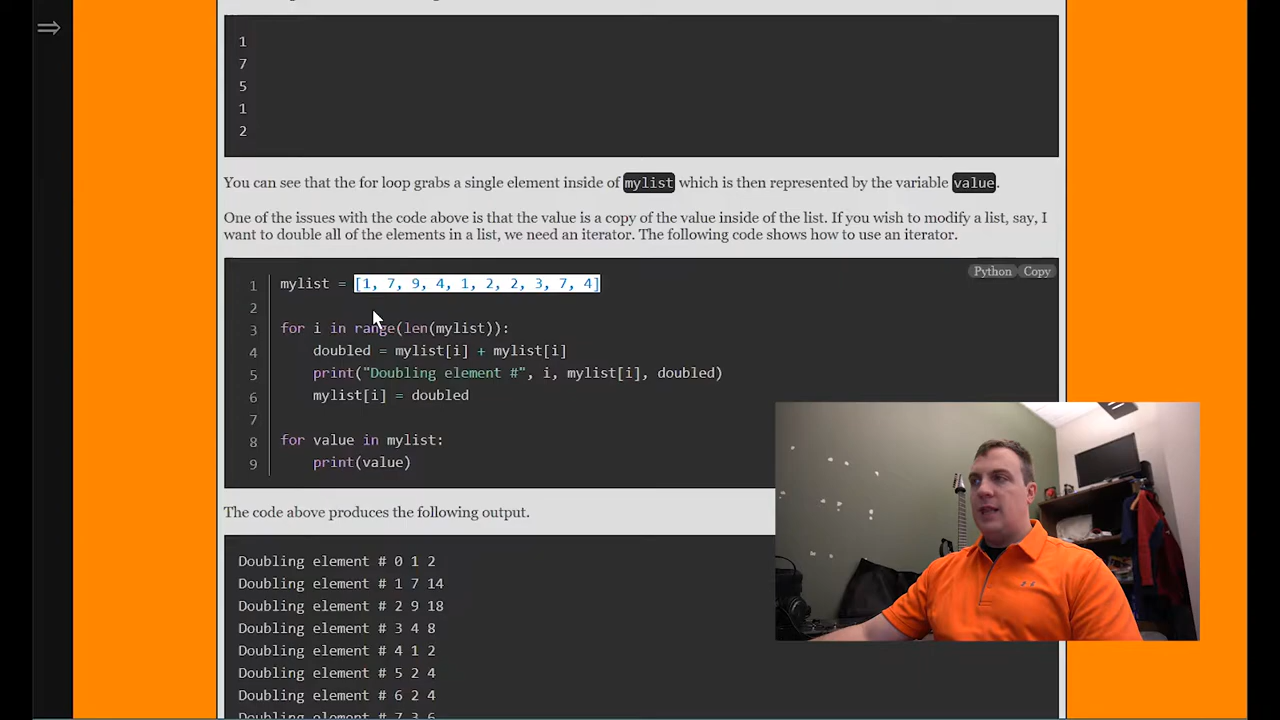 ⇒
1
7
5
1
2
You can see that the for loop grabs a single element inside of mylist which is then represented by the variable value.
One of the issues with the code above is that the value is a copy of the value inside of the list. If you wish to modify a list, say, I
want to double all of the elements in a list, we need an iterator. The following code shows how to use an iterator.
Python Copy
1 mylist = [1, 7, 9, 4, 1, 2, 2, 3, 7, 4]
2
3 for i in range(len(mylist)):
4     doubled = mylist[i] + mylist[i]
5     print("Doubling element #", i, mylist[i], doubled)
6     mylist[i] = doubled
7
8 for value in mylist:
9     print(value)
The code above produces the following output.
Doubling element # 0 1 2
Doubling element # 1 7 14
Doubling element # 2 9 18
Doubling element # 3 4 8
Doubling element # 4 1 2
Doubling element # 5 2 4
Doubling element # 6 2 4
Doubling element # 7 3 6